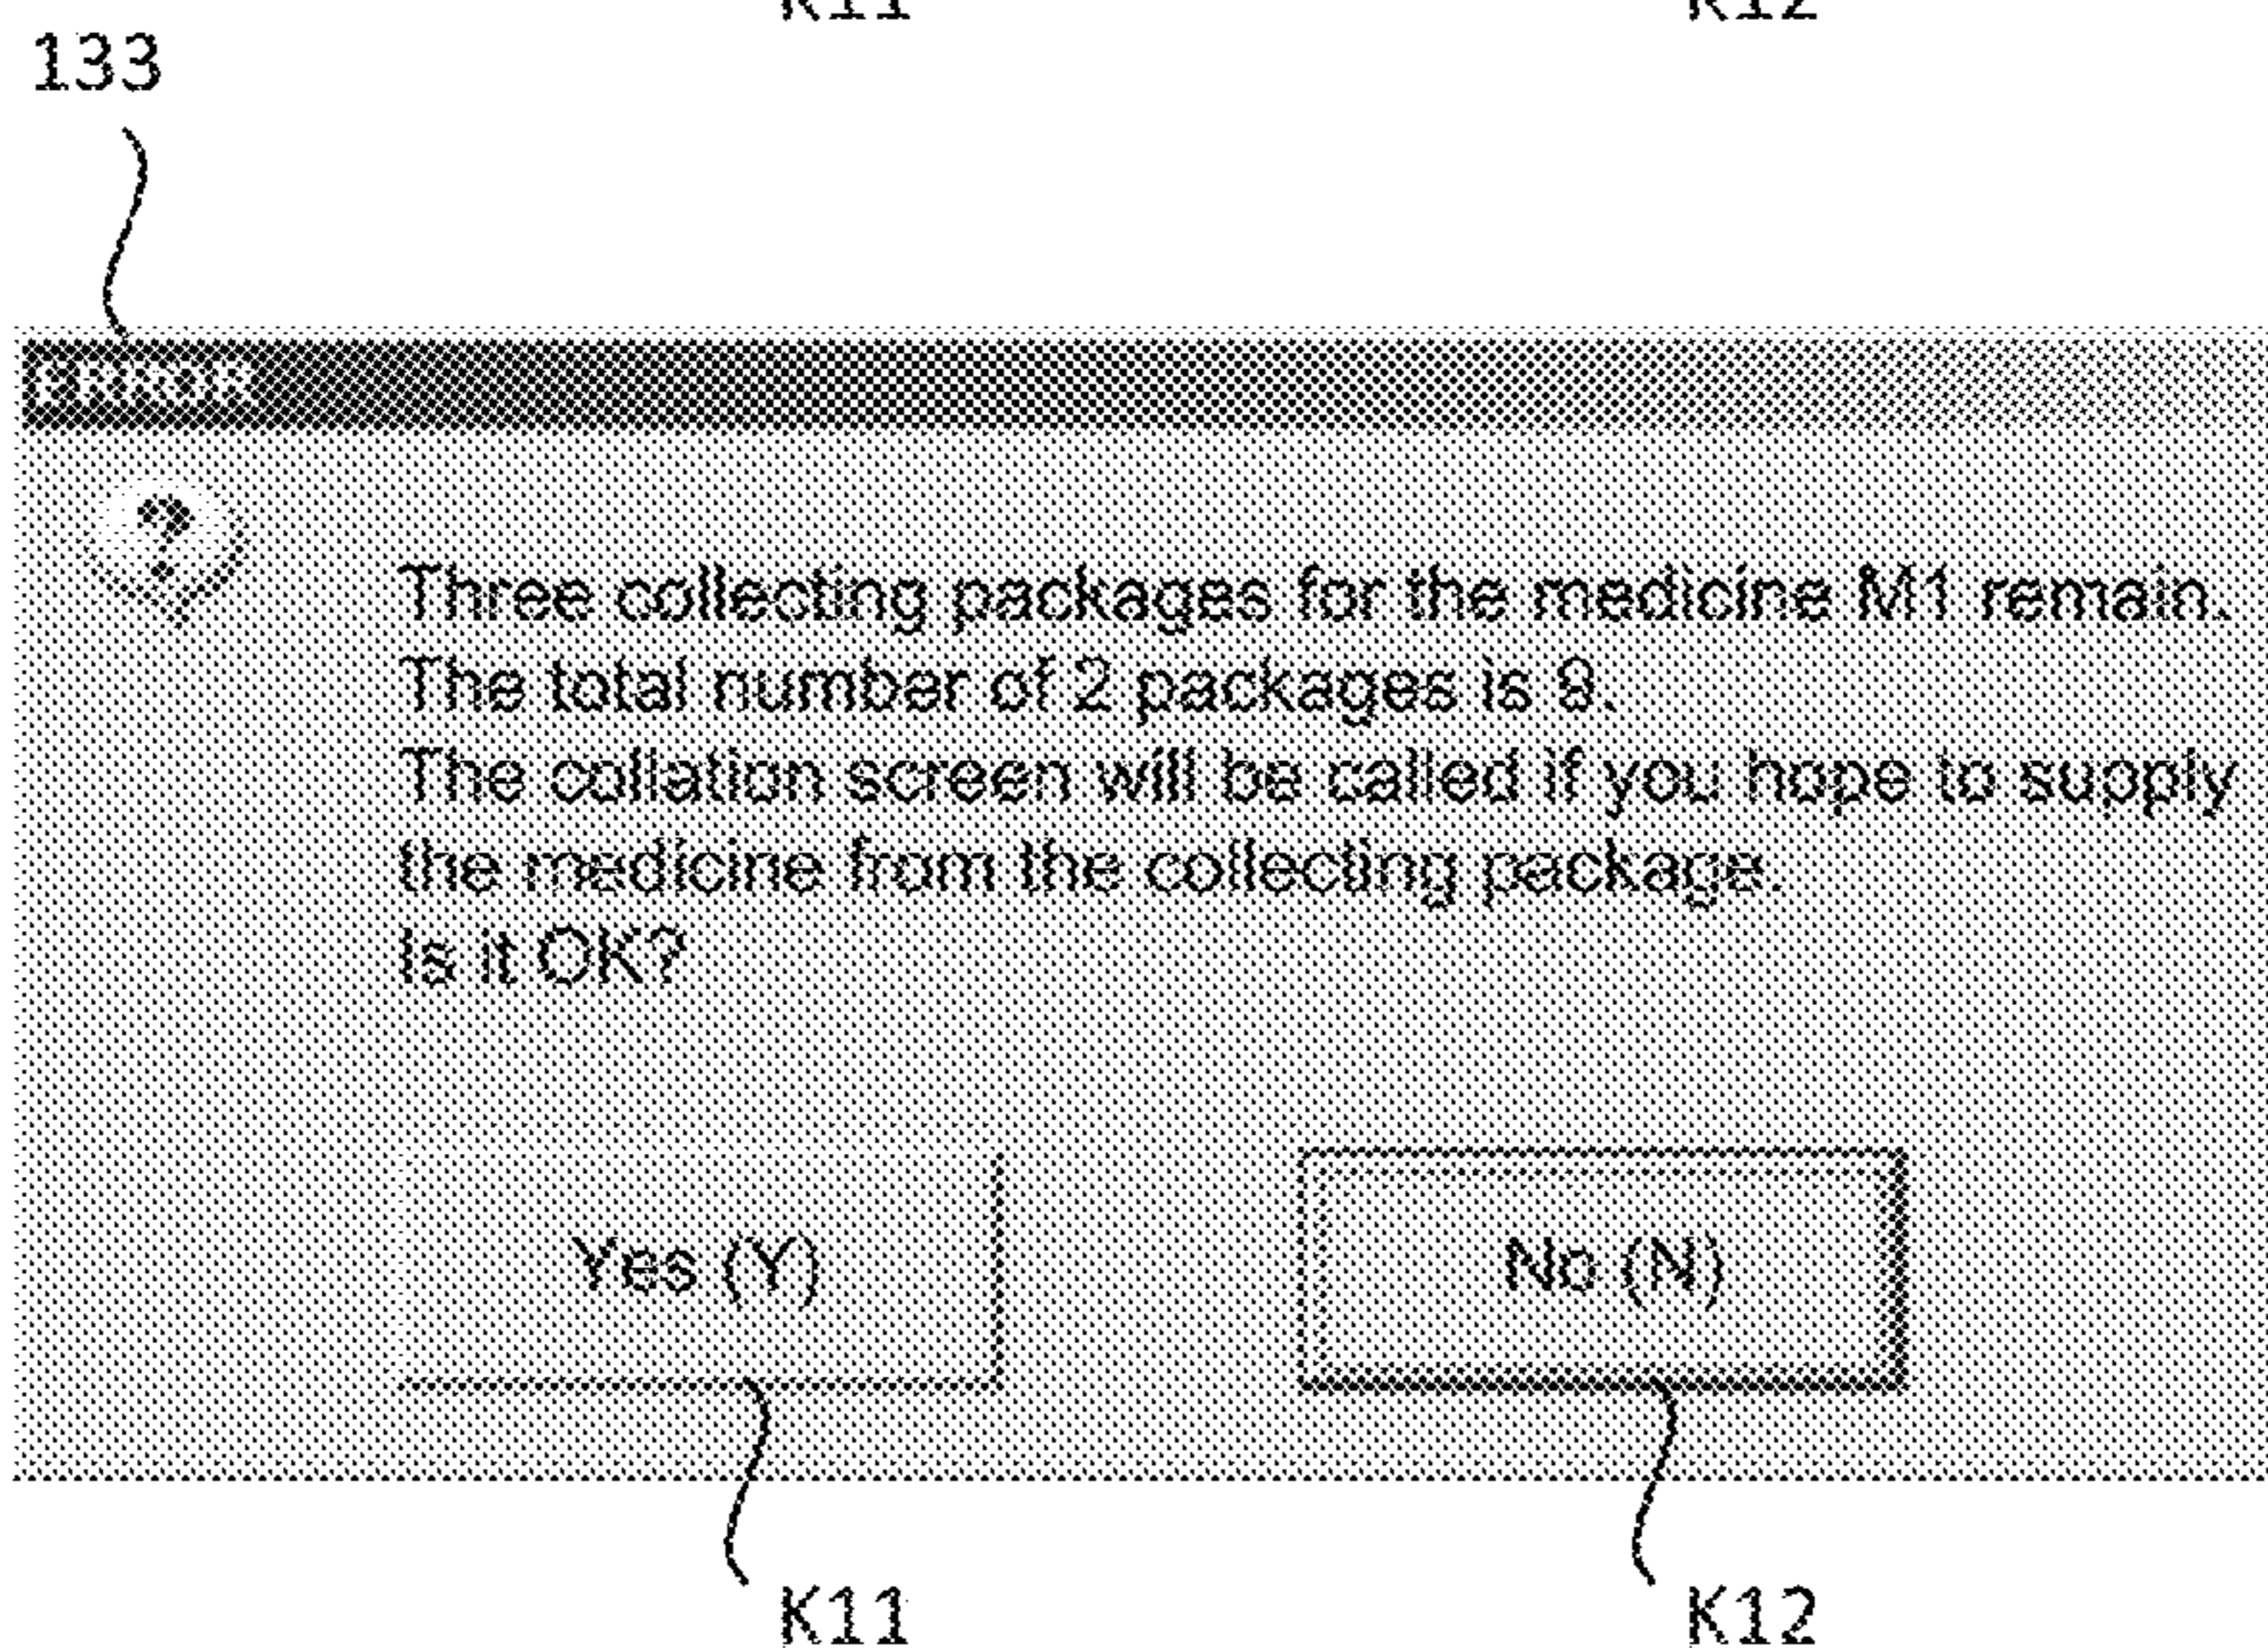 K11 K12
133
ERROR
?
Three collecting packages for the medicine M1 remain.
The total number of 2 packages is 9.
The collation screen will be called if you hope to supply
the medicine from the collecting package.
Is it OK?
Yes (Y) No (N)
K11 K12